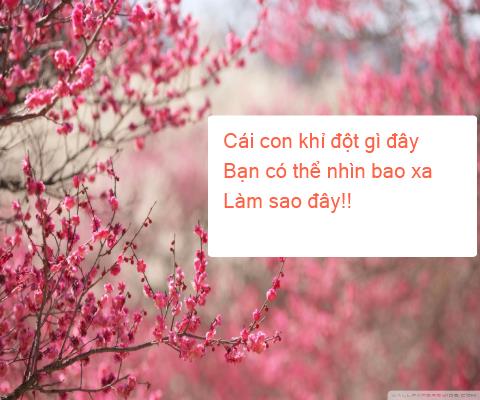 Cái con khỉ đột gì đây
Bạn có thể nhìn bao xa
Làm sao đây!!
WALLPAPERSWIDE.COM